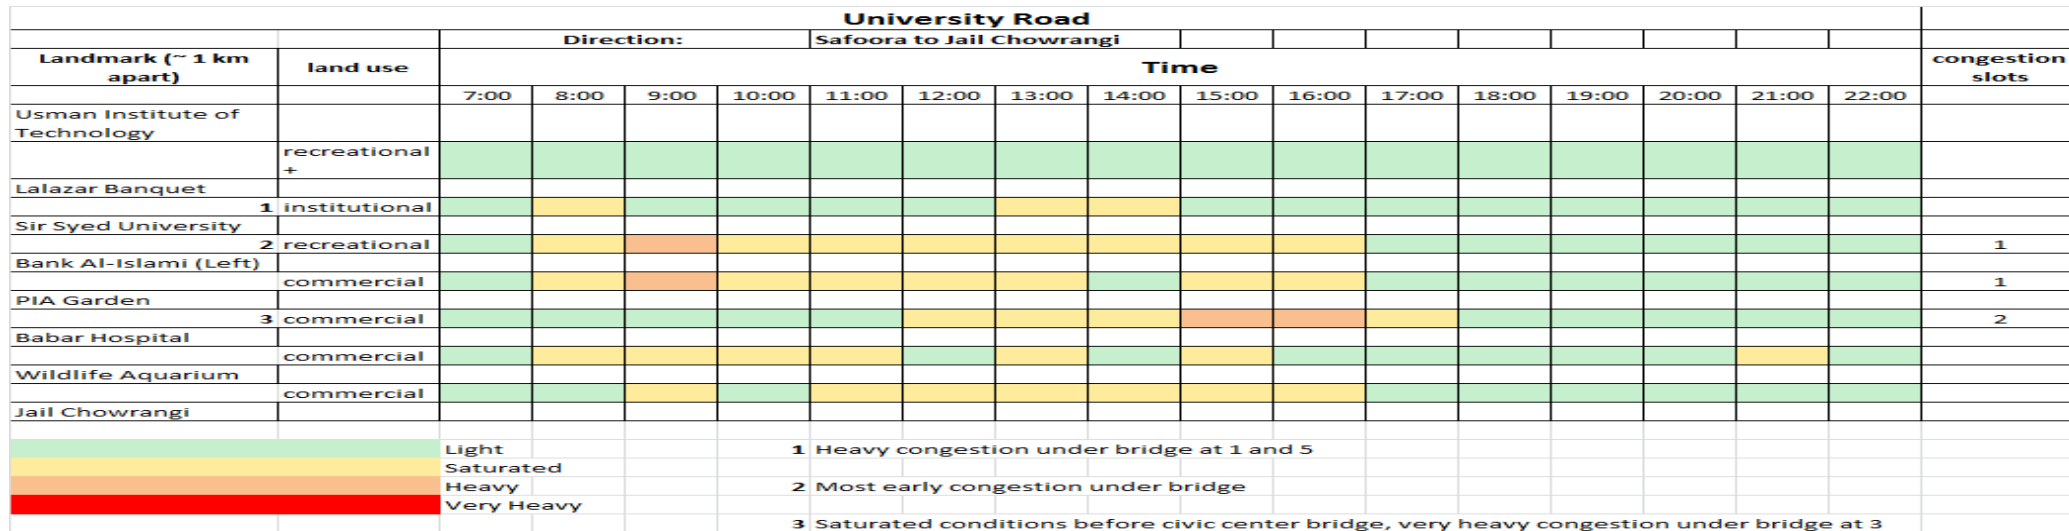 University Road
Direction: Safoora to Jail Chowrangi
Landmark (~ 1 km apart) land use Time congestion slots
7:00 8:00 9:00 10:00 11:00 12:00 13:00 14:00 15:00 16:00 17:00 18:00 19:00 20:00 21:00 22:00
Usman Institute of
Technology
recreational
+
Lalazar Banquet
1 institutional
Sir Syed University
2 recreational 1
Bank Al-Islami (Left)
commercial 1
PIA Garden
3 commercial 2
Babar Hospital
commercial
Wildlife Aquarium
commercial
Jail Chowrangi
Light 1 Heavy congestion under bridge at 1 and 5
Saturated
Heavy 2 Most early congestion under bridge
Very Heavy
3 Saturated conditions before civic center bridge, very heavy congestion under bridge at 3